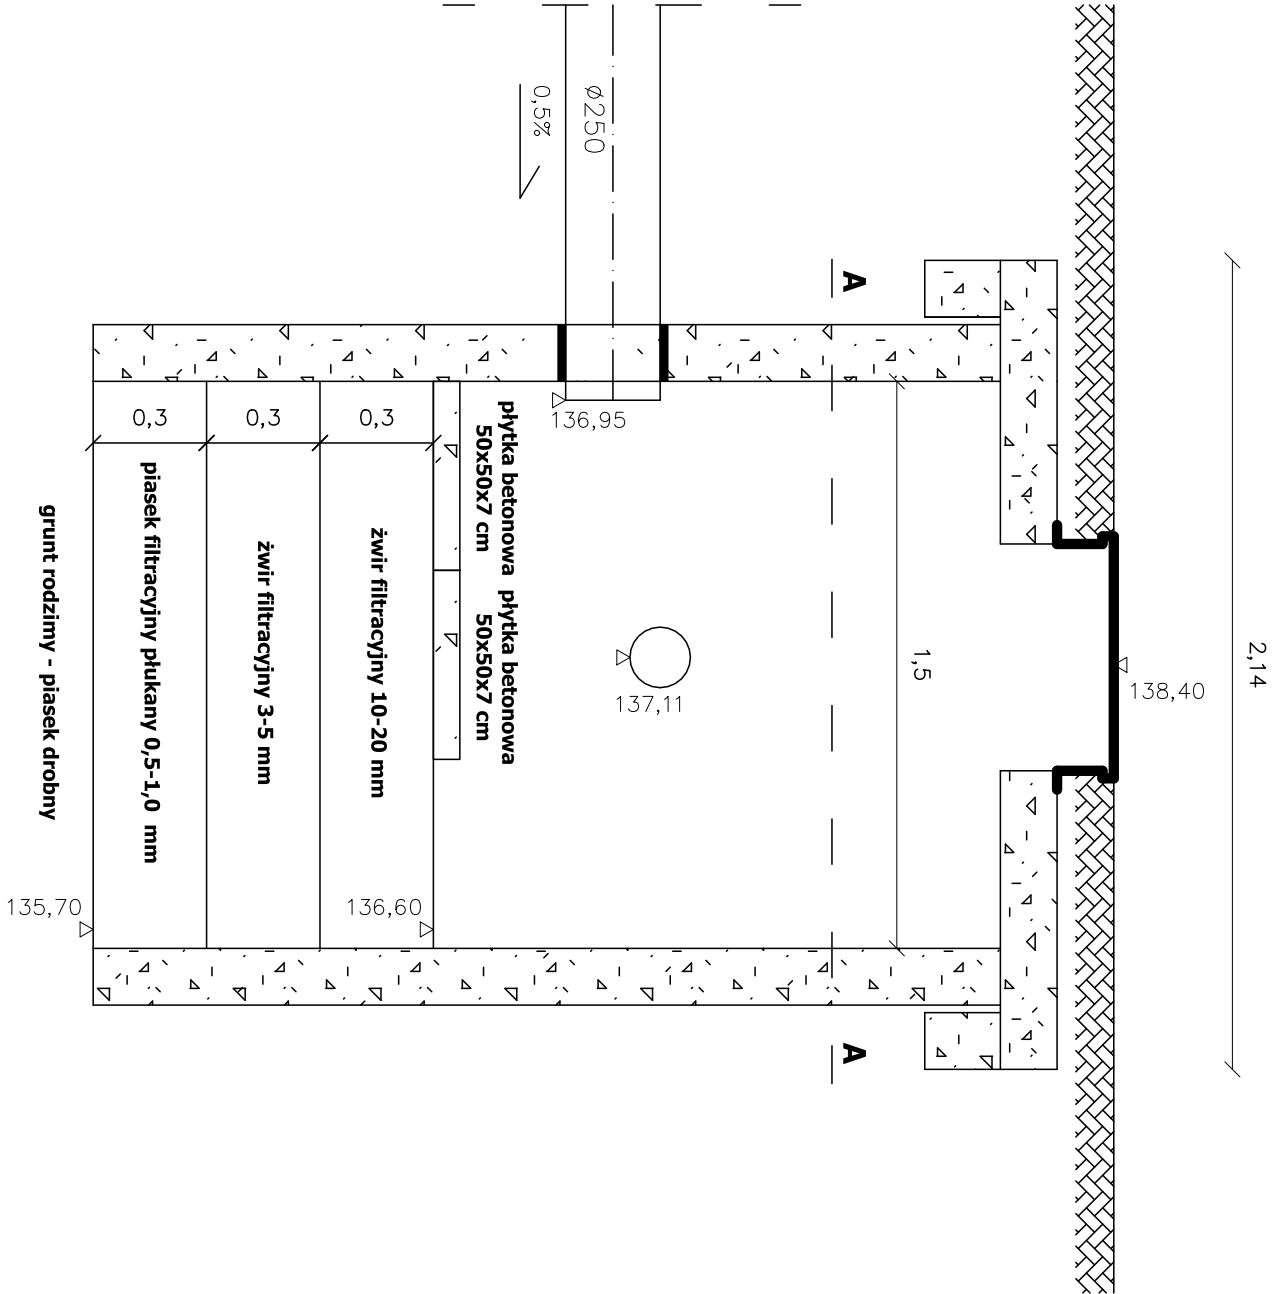 2,14
138,40
A
A
1,5
ø250
0,5%
136,95
137,11
płytka betonowa
50x50x7 cm
płytka betonowa
50x50x7 cm
136,60
0,3
żwir filtracyjny 10-20 mm
0,3
żwir filtracyjny 3-5 mm
0,3
piasek filtracyjny płukany 0,5-1,0 mm
135,70
grunt rodzimy - piasek drobny